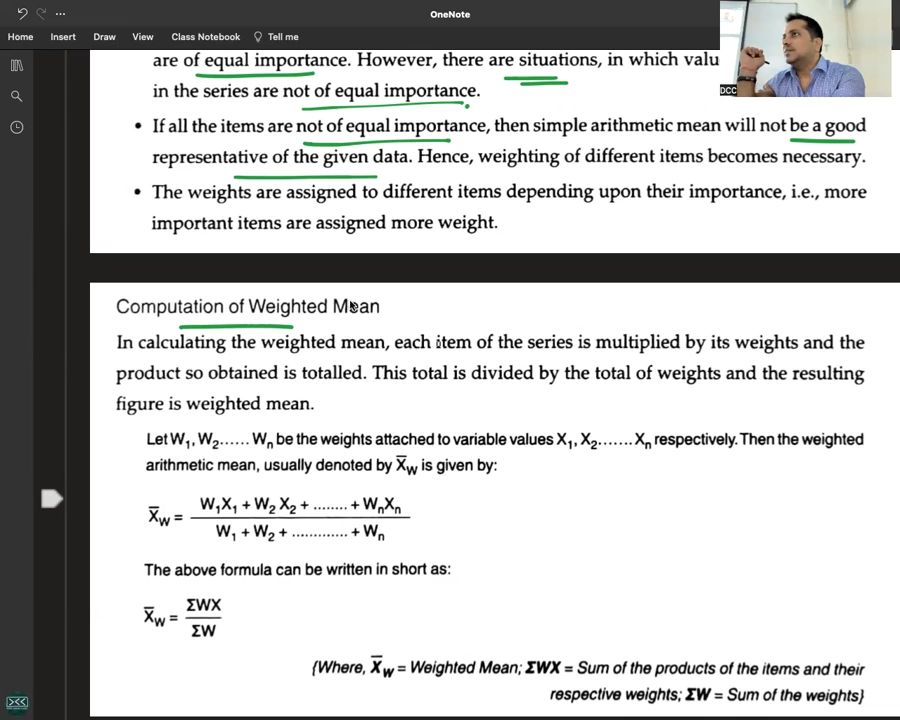 OneNote
Home Insert Draw View Class Notebook Tell me
DCC
are of equal importance. However, there are situations, in which
in the series are not of equal importance.
• If all the items are not of equal importance, then simple arithmetic mean will not be a good
representative of the given data. Hence, weighting of different items becomes necessary.
• The weights are assigned to different items depending upon their importance, i.e., more
important items are assigned more weight.
Computation of Weighted Mean
In calculating the weighted mean, each item of the series is multiplied by its weights and the
product so obtained is totalled. This total is divided by the total of weights and the resulting
figure is weighted mean.
Let W₁, W₂...... Wₙ be the weights attached to variable values X₁, X₂....... Xₙ respectively. Then the weighted
arithmetic mean, usually denoted by X̅w is given by:
X̅w = W₁X₁ + W₂ X₂ + ........ + WₙXₙ
W₁ + W₂ + ............. + Wₙ
The above formula can be written in short as:
X̅w = ΣWX
ΣW
{Where, X̅w = Weighted Mean; ΣWX = Sum of the products of the items and their
respective weights; ΣW = Sum of the weights}